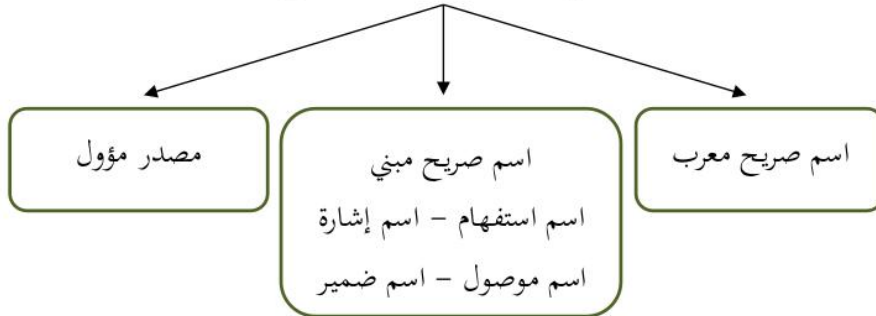 اسم صريح معرب
اسم صريح مبني
اسم استفهام – اسم إشارة
اسم موصول – اسم ضمير
مصدر مؤول